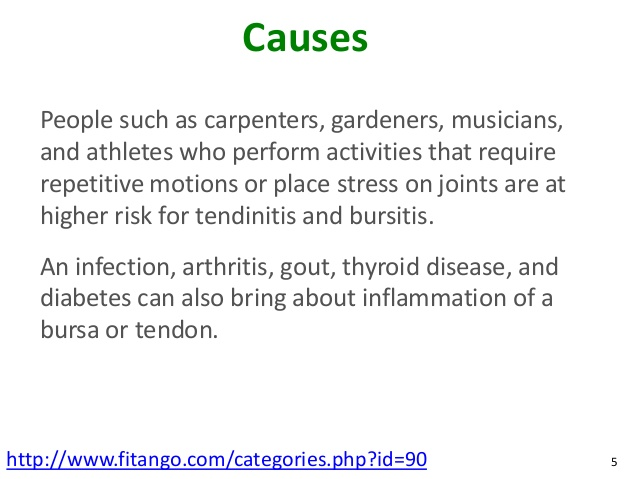 Causes
People such as carpenters, gardeners, musicians,
and athletes who perform activities that require
repetitive motions or place stress on joints are at
higher risk for tendinitis and bursitis.
An infection, arthritis, gout, thyroid disease, and
diabetes can also bring about inflammation of a
bursa or tendon.
http://www.fitango.com/categories.php?id=90
5